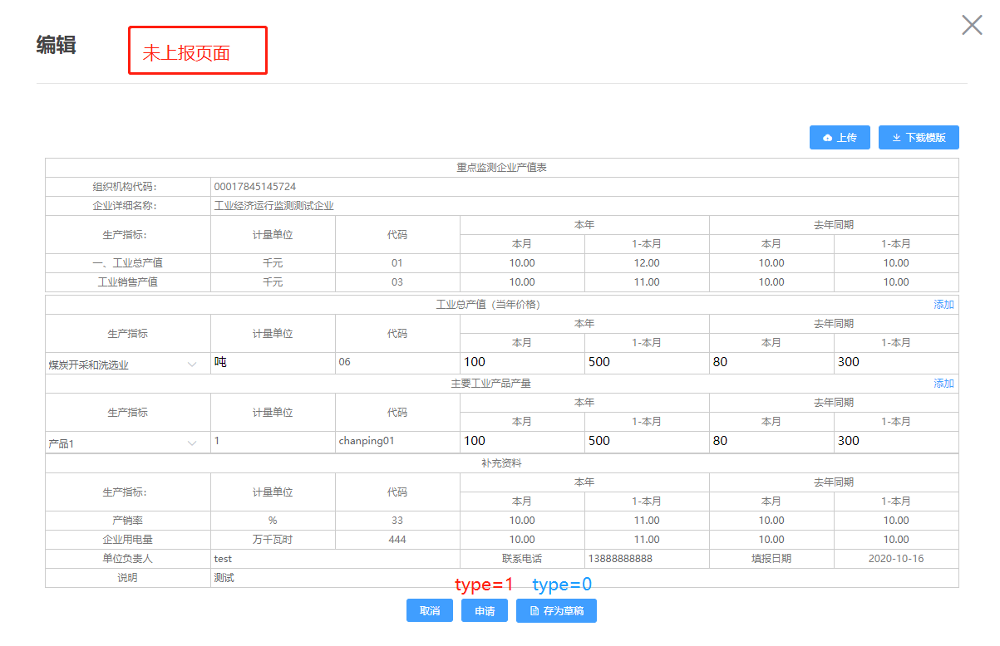 编辑
未上报页面
上传 下载模版
重点监测企业产值表
组织机构代码: 00017845145724
企业详细名称: 工业经济运行监测测试企业
生产指标: 计量单位 代码 本年 去年同期
本月 1-本月 本月 1-本月
一、工业总产值 千元 01 10.00 12.00 10.00 10.00
工业销售产值 千元 03 10.00 11.00 10.00 10.00
工业总产值（当年价格） 添加
生产指标 计量单位 代码 本年 去年同期
本月 1-本月 本月 1-本月
煤炭开采和洗选业 吨 06 100 500 80 300
主要工业产品产量 添加
生产指标 计量单位 代码 本年 去年同期
本月 1-本月 本月 1-本月
产品1 1 chanping01 100 500 80 300
补充资料
生产指标: 计量单位 代码 本年 去年同期
本月 1-本月 本月 1-本月
产销率 % 33 10.00 11.00 10.00 10.00
企业用电量 万千瓦时 444 10.00 11.00 10.00 10.00
单位负责人 test 联系电话 13888888888 填报日期 2020-10-16
说明 测试
type=1 type=0
取消 申请 存为草稿